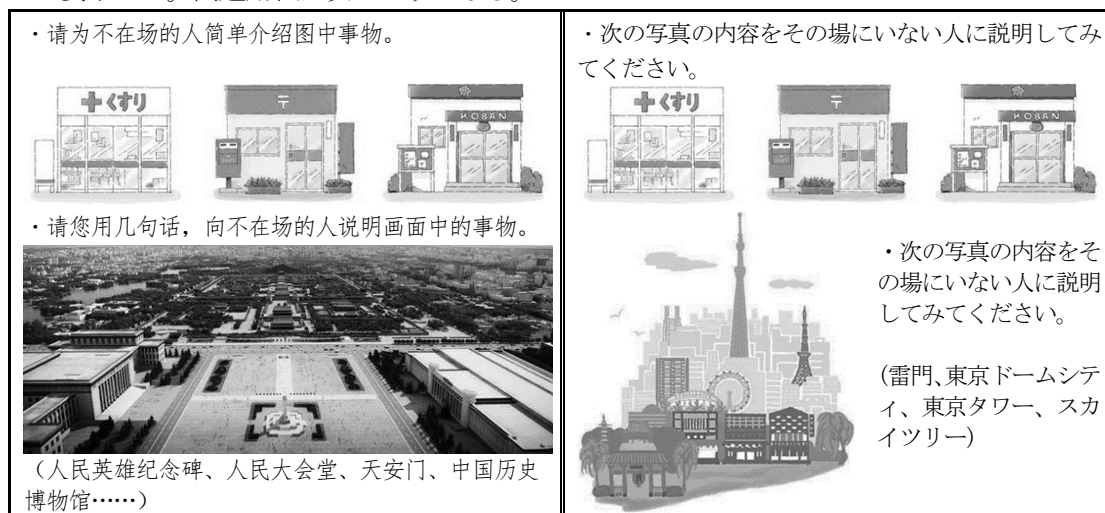 ・请为不在场的人简单介绍图中事物。
くすり
〒
KOBAN
・请您用几句话，向不在场的人说明画面中的事物。
（人民英雄纪念碑、人民大会堂、天安门、中国历史
博物馆……）
・次の写真の内容をその場にいない人に説明してみ
てください。
くすり
〒
KOBAN
・次の写真の内容をそ
の場にいない人に説明
してみてください。
(雷門、東京ドームシテ
ィ、東京タワー、スカ
イツリー)